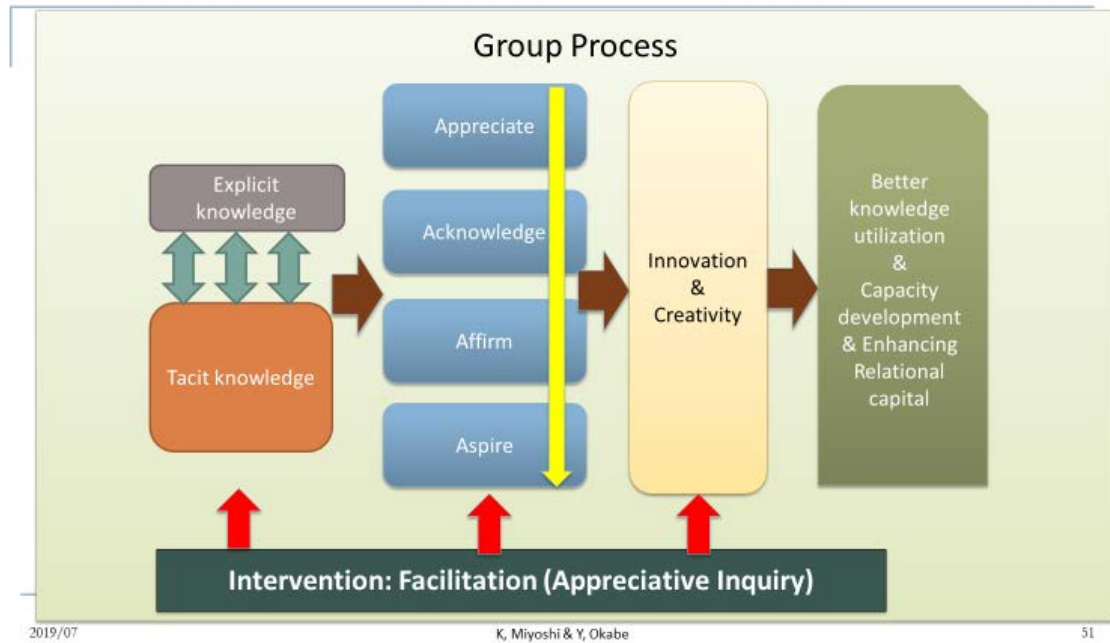 Group Process
Explicit
knowledge
Tacit knowledge
Appreciate
Acknowledge
Affirm
Aspire
Innovation
&
Creativity
Better
knowledge
utilization
&
Capacity
development
& Enhancing
Relational
capital
Intervention: Facilitation (Appreciative Inquiry)
2019/07
K, Miyoshi & Y, Okabe
51